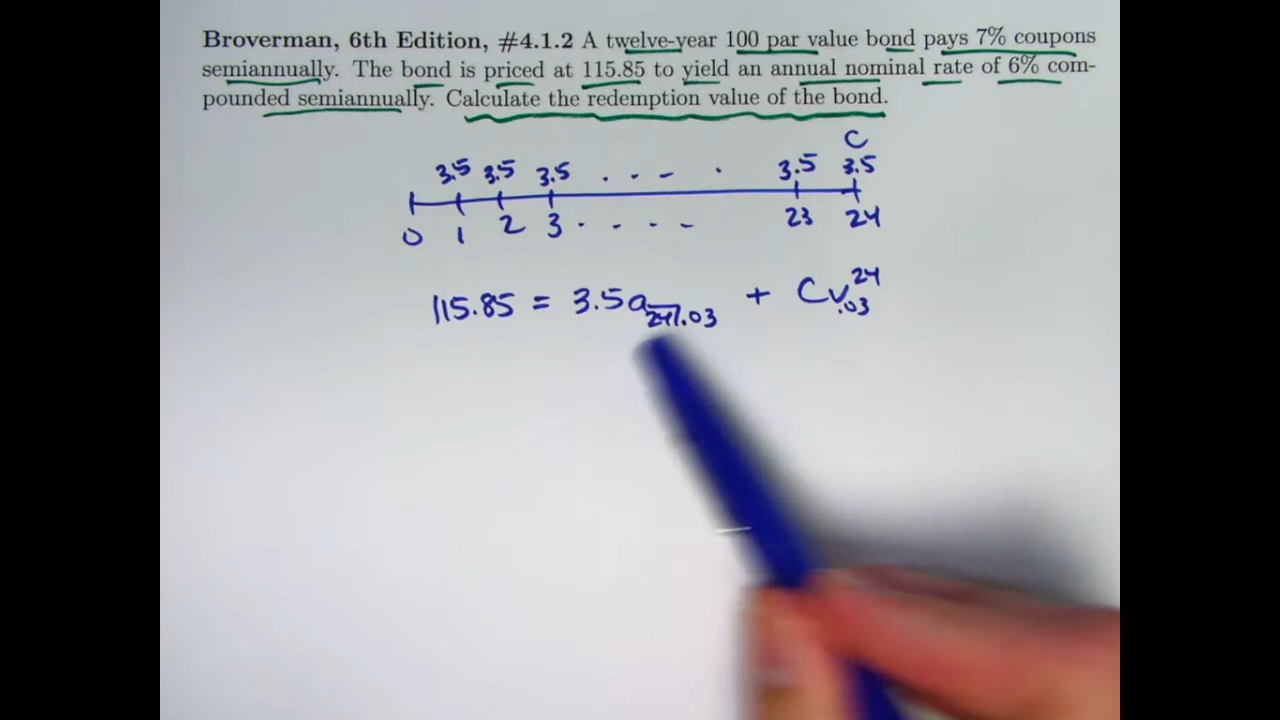 Broverman, 6th Edition, #4.1.2 A twelve-year 100 par value bond pays 7% coupons
semiannually. The bond is priced at 115.85 to yield an annual nominal rate of 6% com-
pounded semiannually. Calculate the redemption value of the bond.
C
3.5 3.5 3.5 . . . . 3.5 3.5
0 1 2 3 . . . . 23 24
115.85 = 3.5a24|.03 + Cv.03^24